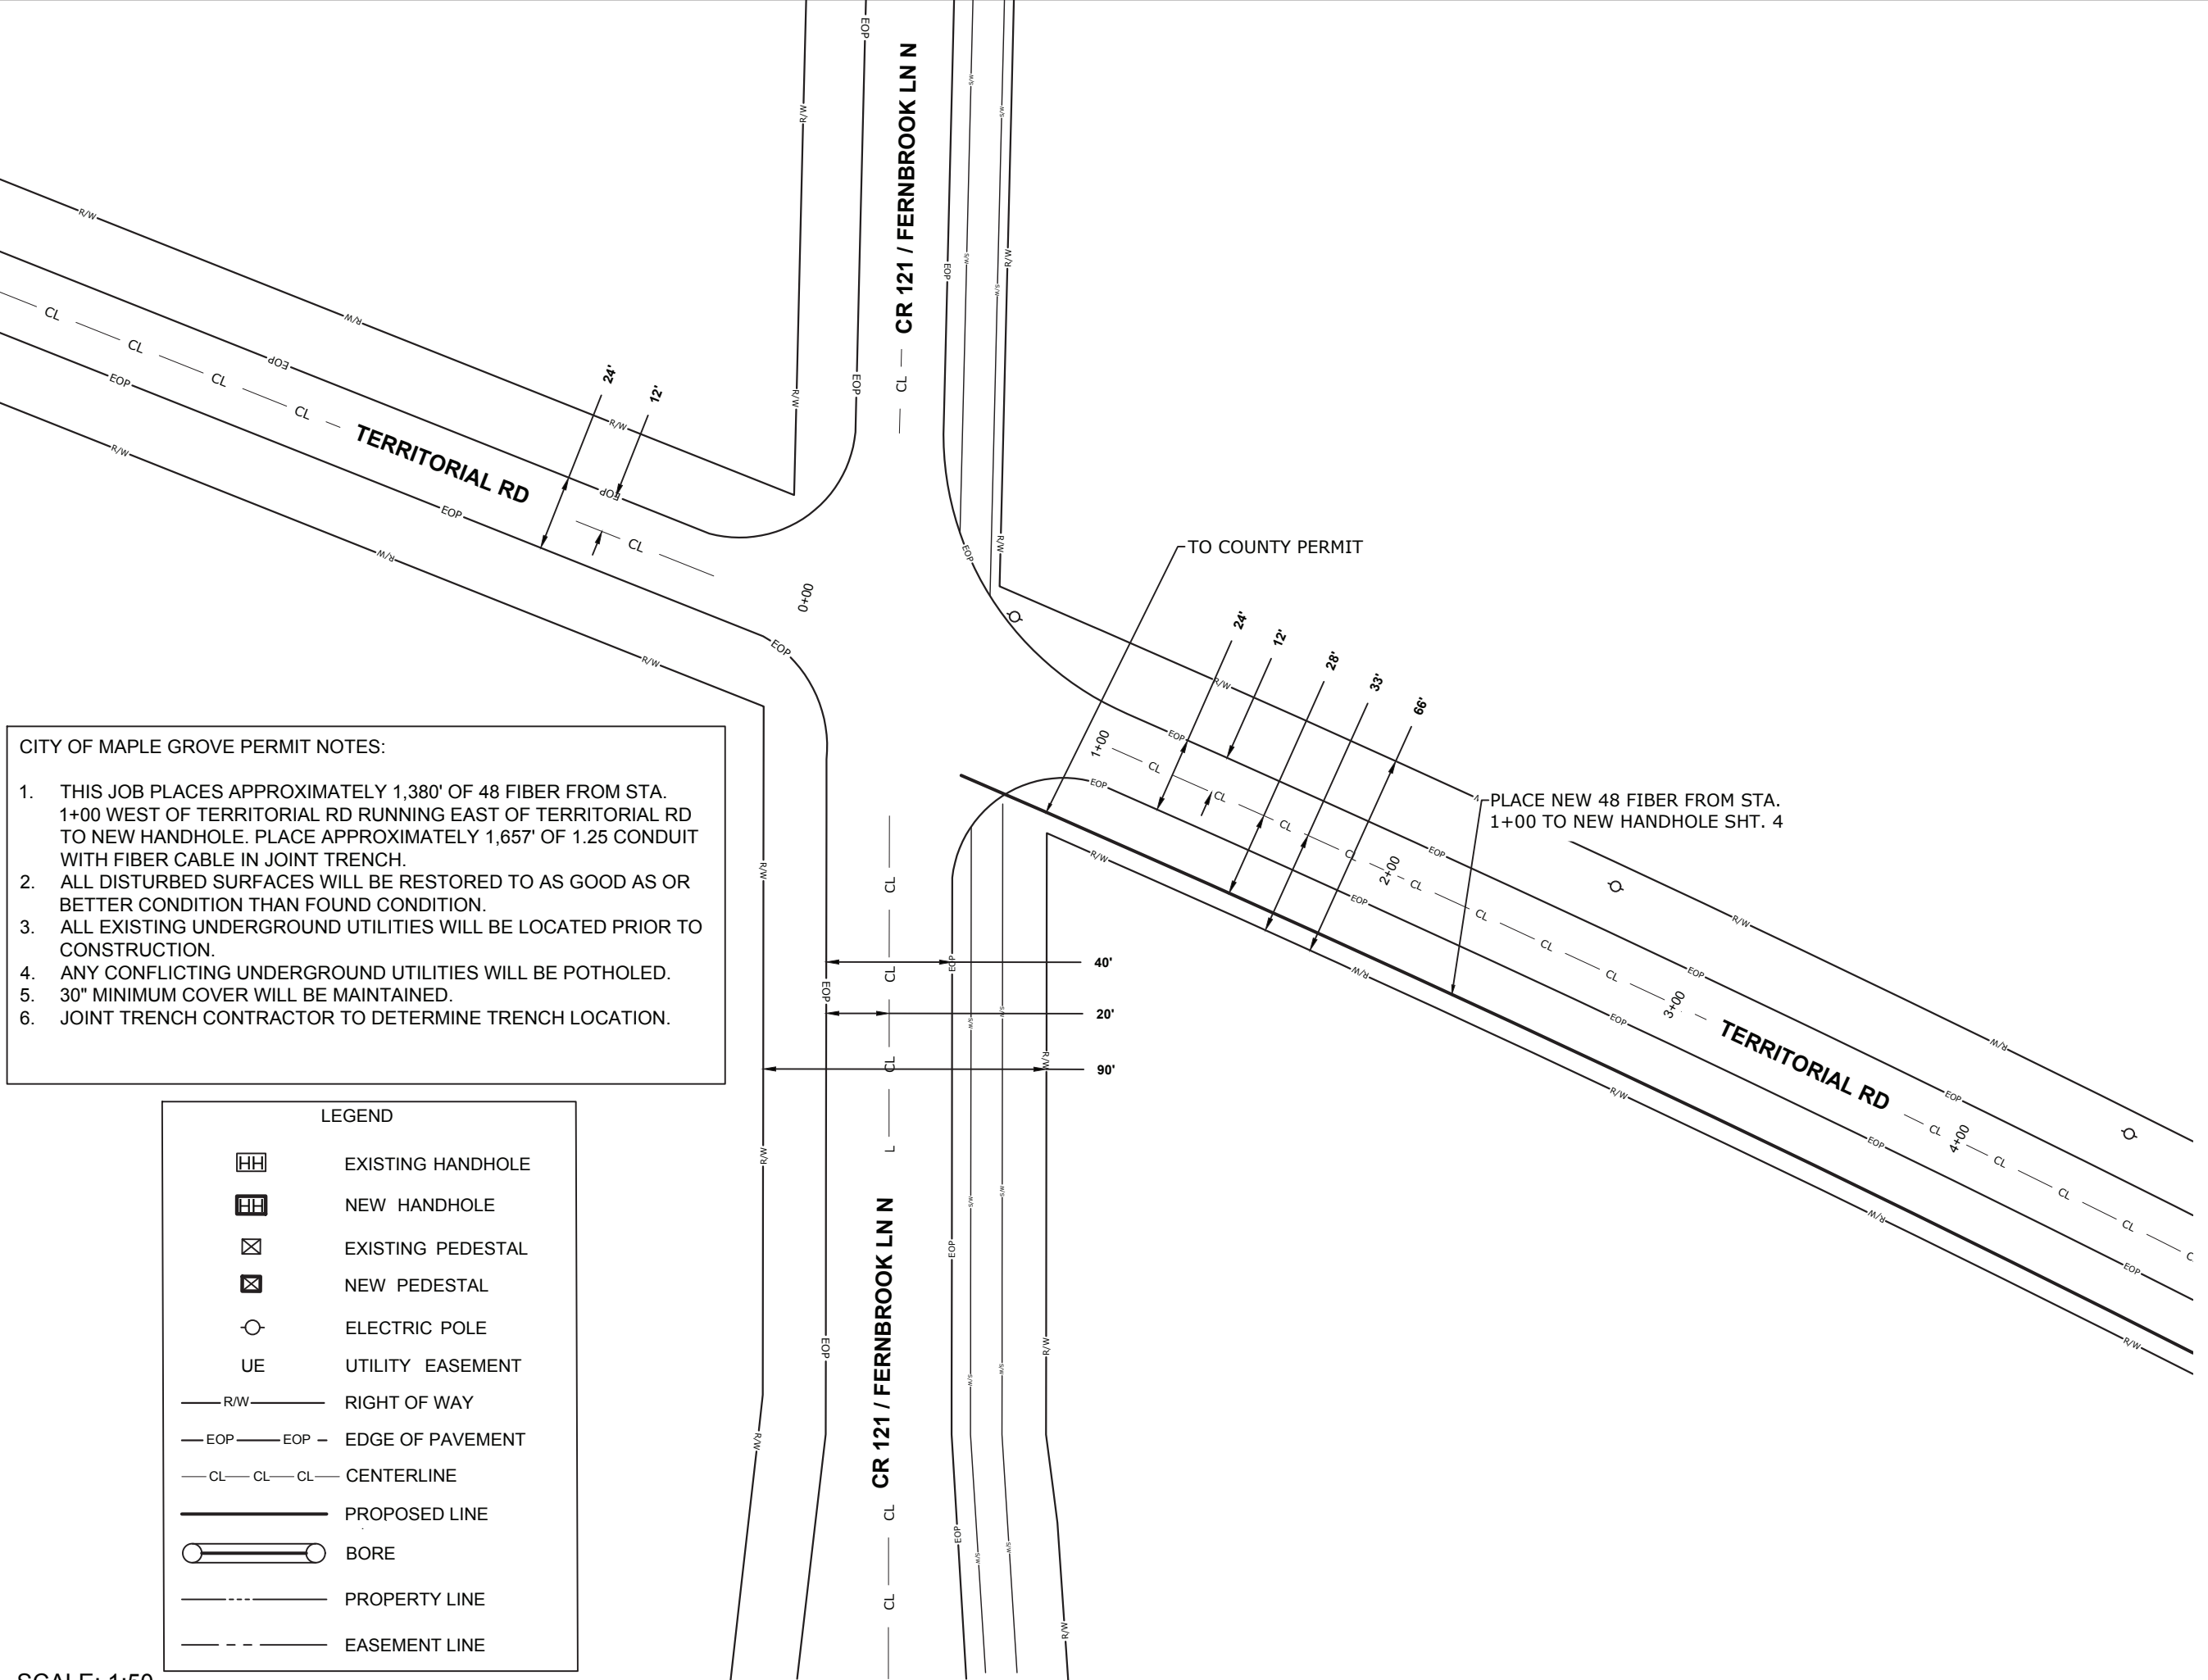 CR 121 / FERNBROOK LN N
TERRITORIAL RD
24'
12'
0+00
TO COUNTY PERMIT
24'
12'
28'
33'
66'
1+00
2+00
3+00
4+00
PLACE NEW 48 FIBER FROM STA.
1+00 TO NEW HANDHOLE SHT. 4
TERRITORIAL RD
40'
20'
90'
CR 121 / FERNBROOK LN N
CITY OF MAPLE GROVE PERMIT NOTES:
1. THIS JOB PLACES APPROXIMATELY 1,380' OF 48 FIBER FROM STA.
1+00 WEST OF TERRITORIAL RD RUNNING EAST OF TERRITORIAL RD
TO NEW HANDHOLE. PLACE APPROXIMATELY 1,657' OF 1.25 CONDUIT
WITH FIBER CABLE IN JOINT TRENCH.
2. ALL DISTURBED SURFACES WILL BE RESTORED TO AS GOOD AS OR
BETTER CONDITION THAN FOUND CONDITION.
3. ALL EXISTING UNDERGROUND UTILITIES WILL BE LOCATED PRIOR TO
CONSTRUCTION.
4. ANY CONFLICTING UNDERGROUND UTILITIES WILL BE POTHOLED.
5. 30" MINIMUM COVER WILL BE MAINTAINED.
6. JOINT TRENCH CONTRACTOR TO DETERMINE TRENCH LOCATION.
LEGEND
HH EXISTING HANDHOLE
HH NEW HANDHOLE
EXISTING PEDESTAL
NEW PEDESTAL
ELECTRIC POLE
UE UTILITY EASEMENT
R/W RIGHT OF WAY
EOP EOP EDGE OF PAVEMENT
CL CL CL CENTERLINE
PROPOSED LINE
BORE
PROPERTY LINE
EASEMENT LINE
SCALE: 1:50